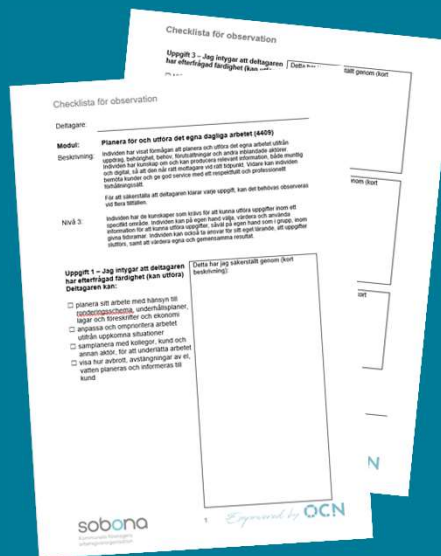 Checklista för observation
Uppgift 3 – Jag intygar att deltagaren
har efterfrågad färdighet (kan
Detta har
ställt genom (kort
nom (kort
kort
N
Checklista för observation
Deltagare:
Modul: Planera för och utföra det egna dagliga arbetet (4409)
Beskrivning: Individen har visat förmågan att planera och utföra det egna arbetet utifrån
uppdrag, behörighet, behov, förutsättningar och andra inblandade aktörer.
Individen har kunskap om och kan producera relevant information, både muntlig
och digital, så att den når rätt mottagare vid rätt tidpunkt. Vidare kan individen
bemöta kunder och ge god service med ett respektfullt och professionellt
förhållningssätt.
För att säkerställa att deltagaren klarar varje uppgift, kan det behövas observeras
vid flera tillfällen.
Nivå 3: Individen har de kunskaper som krävs för att kunna utföra uppgifter inom ett
specifikt område. Individen kan på egen hand välja, värdera och använda
information för att kunna utföra uppgifter, såväl på egen hand som i grupp, inom
givna tidsramar. Individen kan också ta ansvar för sitt eget lärande, att uppgifter
slutförs, samt att värdera egna och gemensamma resultat.
Uppgift 1 – Jag intygar att deltagaren
har efterfrågad färdighet (kan utföra)
Deltagaren kan:
☐ planera sitt arbete med hänsyn till
ronderingsschema, underhållsplaner,
lagar och föreskrifter och ekonomi
☐ anpassa och omprioritera arbetet
utifrån uppkomna situationer
☐ samplanera med kollegor, kund och
annan aktör, för att underlätta arbetet
☐ visa hur avbrott, avstängningar av el,
vatten planeras och informeras till
kund
Detta har jag säkerställt genom (kort
beskrivning):
sobona
Kommunala företagens
arbetsgivarorganisation
1
Empowered by OCN